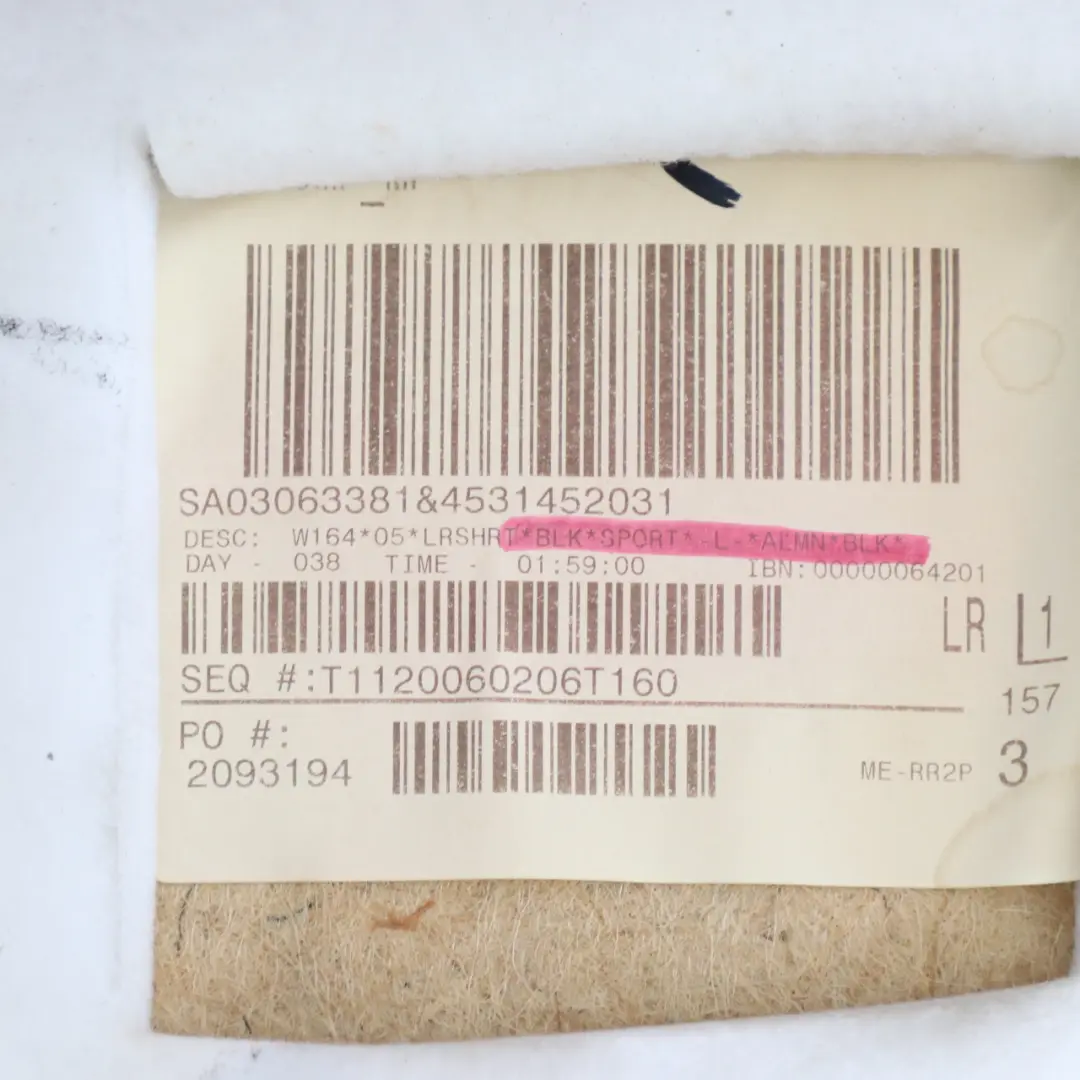 SA03063381&4531452031
DESC: W164*05*LRSHRT*BLK*SPORT*-L-*ALMN*BLK*
DAY - 038 TIME - 01:59:00 IBN:00000064201
LR L1
SEQ #:T1120060206T160
157
PO #:
2093194
ME-RR2P 3